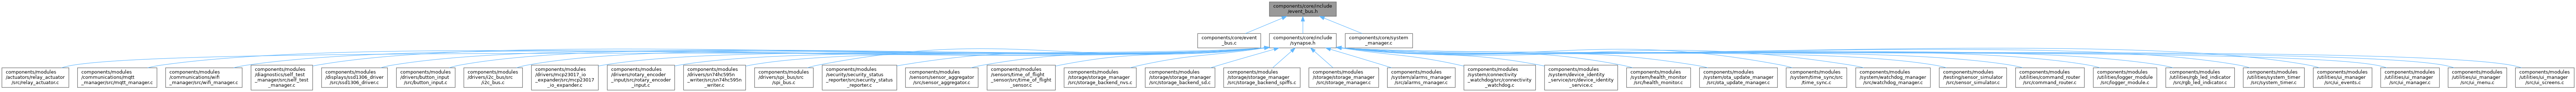 components/core/include
/event_bus.h
components/core/event
_bus.c
components/core/include
/synapse.h
components/core/system
_manager.c
components/modules
/actuators/relay_actuator
/src/relay_actuator.c
components/modules
/communications/mqtt
_manager/src/mqtt_manager.c
components/modules
/communications/wifi
_manager/src/wifi_manager.c
components/modules
/diagnostics/self_test
_manager/src/self_test
_manager.c
components/modules
/displays/ssd1306_driver
/src/ssd1306_driver.c
components/modules
/drivers/button_input
/src/button_input.c
components/modules
/drivers/i2c_bus/src
/i2c_bus.c
components/modules
/drivers/mcp23017_io
_expander/src/mcp23017
_io_expander.c
components/modules
/drivers/rotary_encoder
_input/src/rotary_encoder
_input.c
components/modules
/drivers/sn74hc595n
_writer/src/sn74hc595n
_writer.c
components/modules
/drivers/spi_bus/src
/spi_bus.c
components/modules
/security/security_status
_reporter/src/security_status
_reporter.c
components/modules
/sensors/sensor_aggregator
/src/sensor_aggregator.c
components/modules
/sensors/time_of_flight
_sensor/src/time_of_flight
_sensor.c
components/modules
/storage/storage_manager
/src/storage_backend_nvs.c
components/modules
/storage/storage_manager
/src/storage_backend_sd.c
components/modules
/storage/storage_manager
/src/storage_backend_spiffs.c
components/modules
/storage/storage_manager
/src/storage_manager.c
components/modules
/system/alarms_manager
/src/alarms_manager.c
components/modules
/system/connectivity
_watchdog/src/connectivity
_watchdog.c
components/modules
/system/device_identity
_service/src/device_identity
_service.c
components/modules
/system/health_monitor
/src/health_monitor.c
components/modules
/system/ota_update_manager
/src/ota_update_manager.c
components/modules
/system/time_sync/src
/time_sync.c
components/modules
/system/watchdog_manager
/src/watchdog_manager.c
components/modules
/testing/sensor_simulator
/src/sensor_simulator.c
components/modules
/utilities/command_router
/src/command_router.c
components/modules
/utilities/logger_module
/src/logger_module.c
components/modules
/utilities/rgb_led_indicator
/src/rgb_led_indicator.c
components/modules
/utilities/system_timer
/src/system_timer.c
components/modules
/utilities/ui_manager
/src/ui_events.c
components/modules
/utilities/ui_manager
/src/ui_manager.c
components/modules
/utilities/ui_manager
/src/ui_menu.c
components/modules
/utilities/ui_manager
/src/ui_screens.c